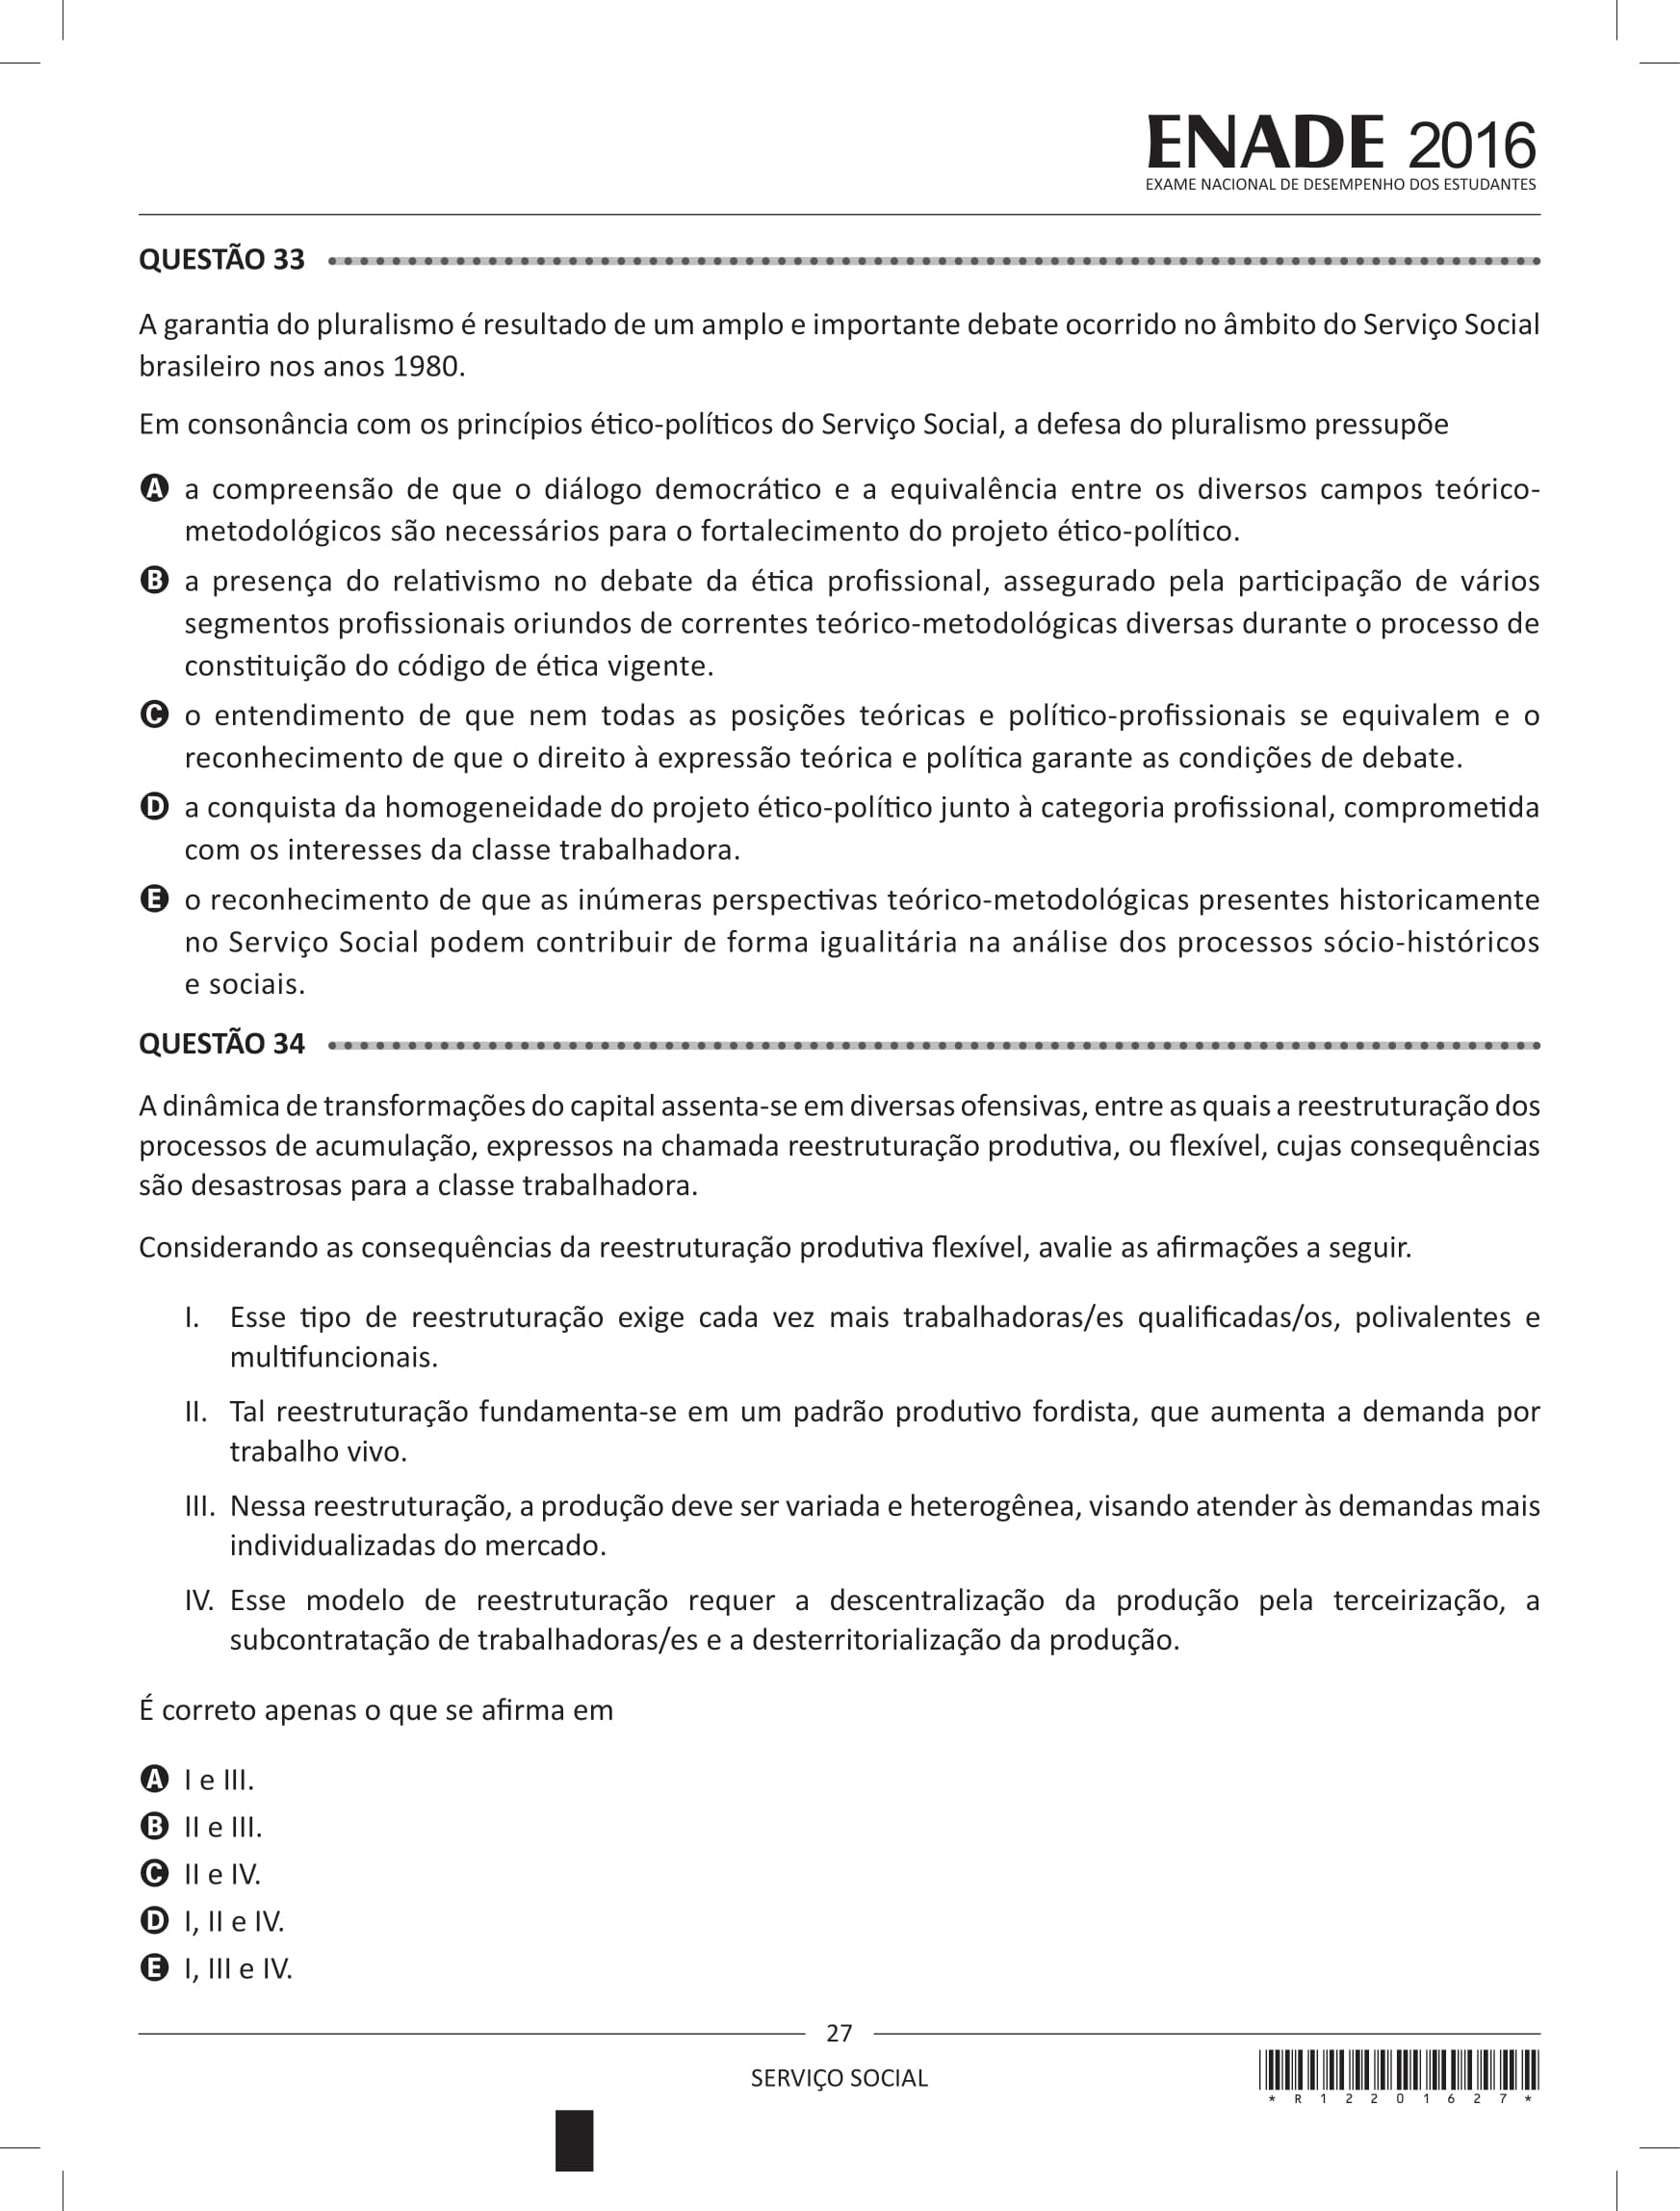 ENADE 2016
EXAME NACIONAL DE DESEMPENHO DOS ESTUDANTES
QUESTÃO 33
A garantia do pluralismo é resultado de um amplo e importante debate ocorrido no âmbito do Serviço Social
brasileiro nos anos 1980.
Em consonância com os princípios ético-políticos do Serviço Social, a defesa do pluralismo pressupõe
A a compreensão de que o diálogo democrático e a equivalência entre os diversos campos teórico-
metodológicos são necessários para o fortalecimento do projeto ético-político.
B a presença do relativismo no debate da ética profissional, assegurado pela participação de vários
segmentos profissionais oriundos de correntes teórico-metodológicas diversas durante o processo de
constituição do código de ética vigente.
C o entendimento de que nem todas as posições teóricas e político-profissionais se equivalem e o
reconhecimento de que o direito à expressão teórica e política garante as condições de debate.
D a conquista da homogeneidade do projeto ético-político junto à categoria profissional, comprometida
com os interesses da classe trabalhadora.
E o reconhecimento de que as inúmeras perspectivas teórico-metodológicas presentes historicamente
no Serviço Social podem contribuir de forma igualitária na análise dos processos sócio-históricos
e sociais.
QUESTÃO 34
A dinâmica de transformações do capital assenta-se em diversas ofensivas, entre as quais a reestruturação dos
processos de acumulação, expressos na chamada reestruturação produtiva, ou flexível, cujas consequências
são desastrosas para a classe trabalhadora.
Considerando as consequências da reestruturação produtiva flexível, avalie as afirmações a seguir.
I. Esse tipo de reestruturação exige cada vez mais trabalhadoras/es qualificadas/os, polivalentes e
multifuncionais.
II. Tal reestruturação fundamenta-se em um padrão produtivo fordista, que aumenta a demanda por
trabalho vivo.
III. Nessa reestruturação, a produção deve ser variada e heterogênea, visando atender às demandas mais
individualizadas do mercado.
IV. Esse modelo de reestruturação requer a descentralização da produção pela terceirização, a
subcontratação de trabalhadoras/es e a desterritorialização da produção.
É correto apenas o que se afirma em
A I e III.
B II e III.
C II e IV.
D I, II e IV.
E I, III e IV.
27
SERVIÇO SOCIAL
* R 1 2 2 0 1 6 2 7 *